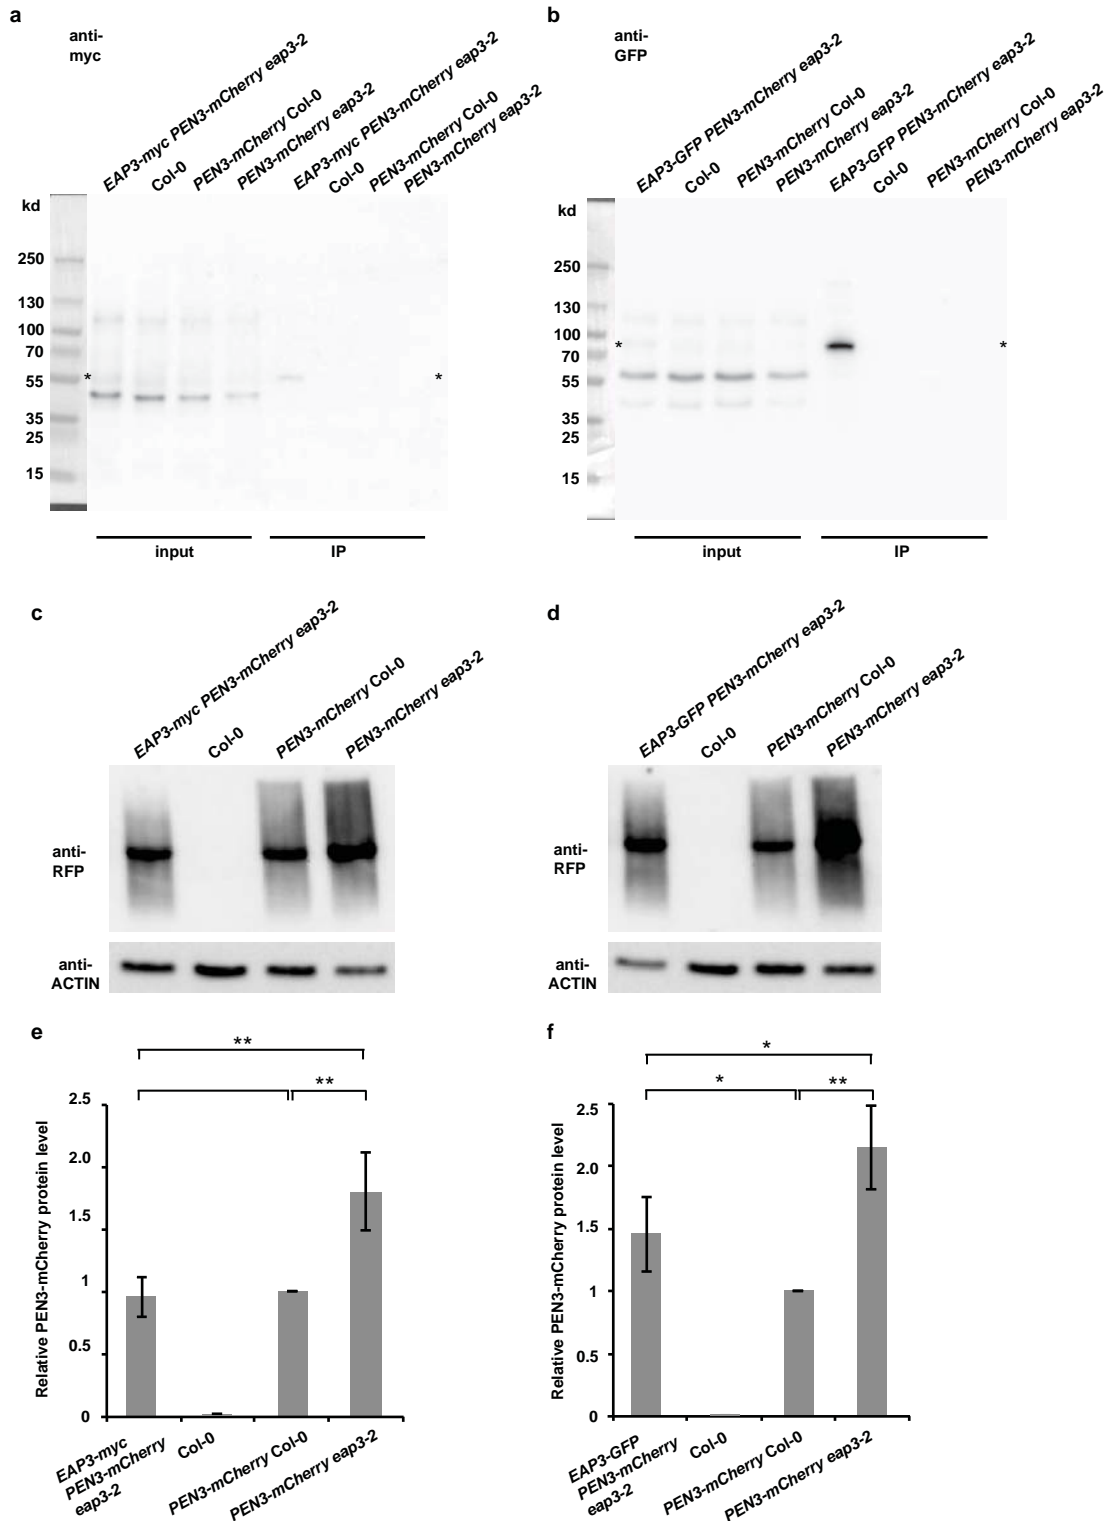 a
anti-
myc
EAP3-myc PEN3-mCherry eap3-2
Col-0
PEN3-mCherry Col-0
PEN3-mCherry eap3-2
EAP3-myc PEN3-mCherry eap3-2
Col-0
PEN3-mCherry Col-0
PEN3-mCherry eap3-2
kd
250
130
100
70
55
35
25
15
*
*
input
IP
b
anti-
GFP
EAP3-GFP PEN3-mCherry eap3-2
Col-0
PEN3-mCherry Col-0
PEN3-mCherry eap3-2
EAP3-GFP PEN3-mCherry eap3-2
Col-0
PEN3-mCherry Col-0
PEN3-mCherry eap3-2
kd
250
130
100
70
55
35
25
15
*
*
input
IP
c
EAP3-myc PEN3-mCherry eap3-2
Col-0
PEN3-mCherry Col-0
PEN3-mCherry eap3-2
anti-
RFP
anti-
ACTIN
d
EAP3-GFP PEN3-mCherry eap3-2
Col-0
PEN3-mCherry Col-0
PEN3-mCherry eap3-2
anti-
RFP
anti-
ACTIN
e
**
**
Relative PEN3-mCherry protein level
2.5
2.0
1.5
1
0.5
0
EAP3-myc
PEN3-mCherry
eap3-2
Col-0
PEN3-mCherry Col-0
PEN3-mCherry eap3-2
f
*
*
**
Relative PEN3-mCherry protein level
2.5
2.0
1.5
1
0.5
0
EAP3-GFP
PEN3-mCherry
eap3-2
Col-0
PEN3-mCherry Col-0
PEN3-mCherry eap3-2